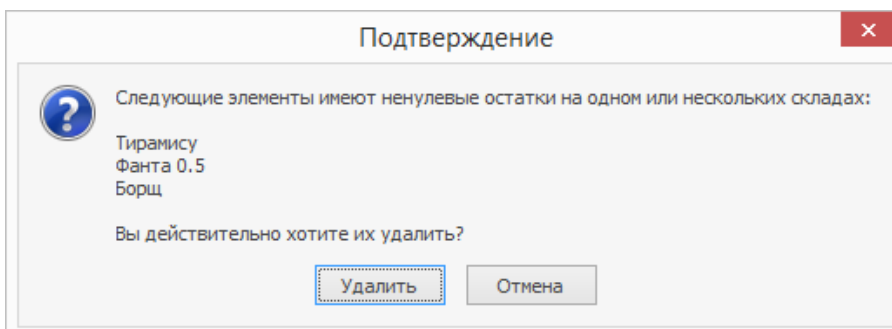 Подтверждение
Следующие элементы имеют ненулевые остатки на одном или нескольких складах:
Тирамису
Фанта 0.5
Борщ
Вы действительно хотите их удалить?
Удалить
Отмена